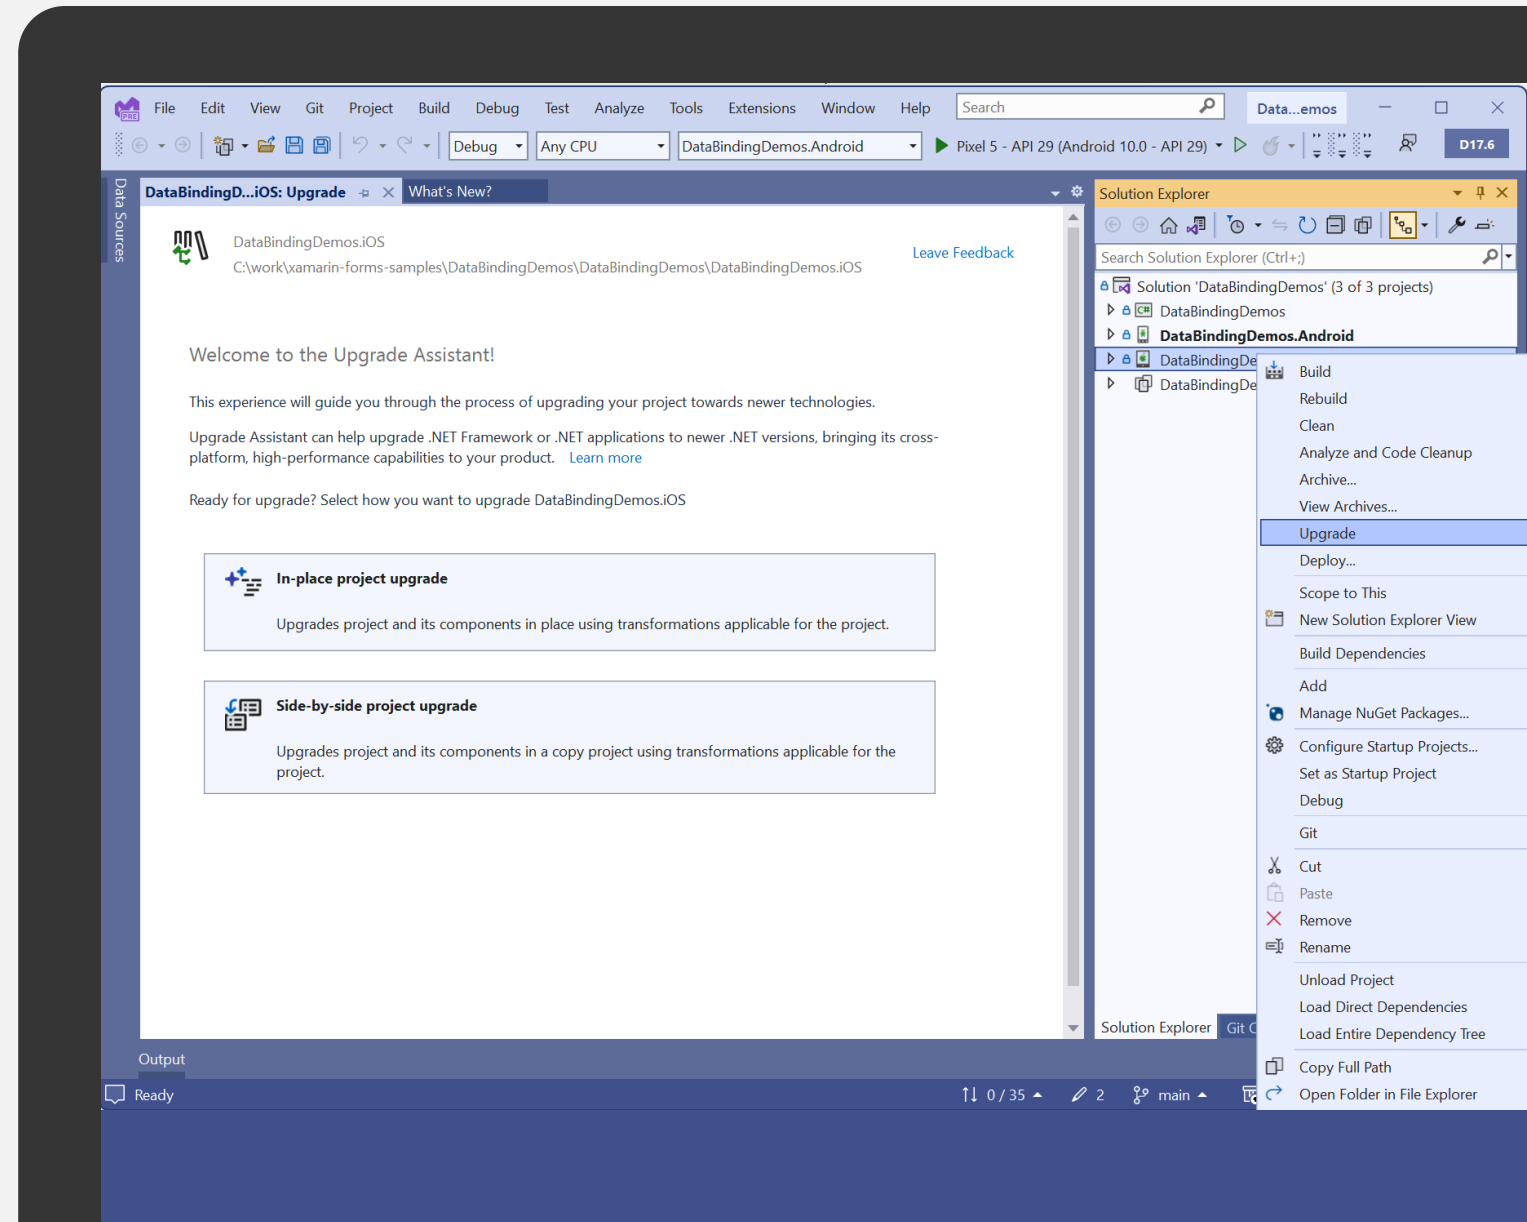 PRE File Edit View Git Project Build Debug Test Analyze Tools Extensions Window Help Search Data...emos
Debug Any CPU DataBindingDemos.Android Pixel 5 - API 29 (Android 10.0 - API 29) D17.6
Data Sources
DataBindingD...iOS: Upgrade What's New?
DataBindingDemos.iOS
C:\work\xamarin-forms-samples\DataBindingDemos\DataBindingDemos\DataBindingDemos.iOS
Leave Feedback
Welcome to the Upgrade Assistant!
This experience will guide you through the process of upgrading your project towards newer technologies.
Upgrade Assistant can help upgrade .NET Framework or .NET applications to newer .NET versions, bringing its cross-
platform, high-performance capabilities to your product. Learn more
Ready for upgrade? Select how you want to upgrade DataBindingDemos.iOS
In-place project upgrade
Upgrades project and its components in place using transformations applicable for the project.
Side-by-side project upgrade
Upgrades project and its components in a copy project using transformations applicable for the
project.
Solution Explorer
Search Solution Explorer (Ctrl+;)
Solution 'DataBindingDemos' (3 of 3 projects)
C# DataBindingDemos
DataBindingDemos.Android
DataBindingDe
DataBindingDe
Build
Rebuild
Clean
Analyze and Code Cleanup
Archive...
View Archives...
Upgrade
Deploy...
Scope to This
New Solution Explorer View
Build Dependencies
Add
Manage NuGet Packages...
Configure Startup Projects...
Set as Startup Project
Debug
Git
Cut
Paste
Remove
Rename
Unload Project
Load Direct Dependencies
Load Entire Dependency Tree
Copy Full Path
Open Folder in File Explorer
Solution Explorer Git C
Output
Ready 0 / 35 2 main